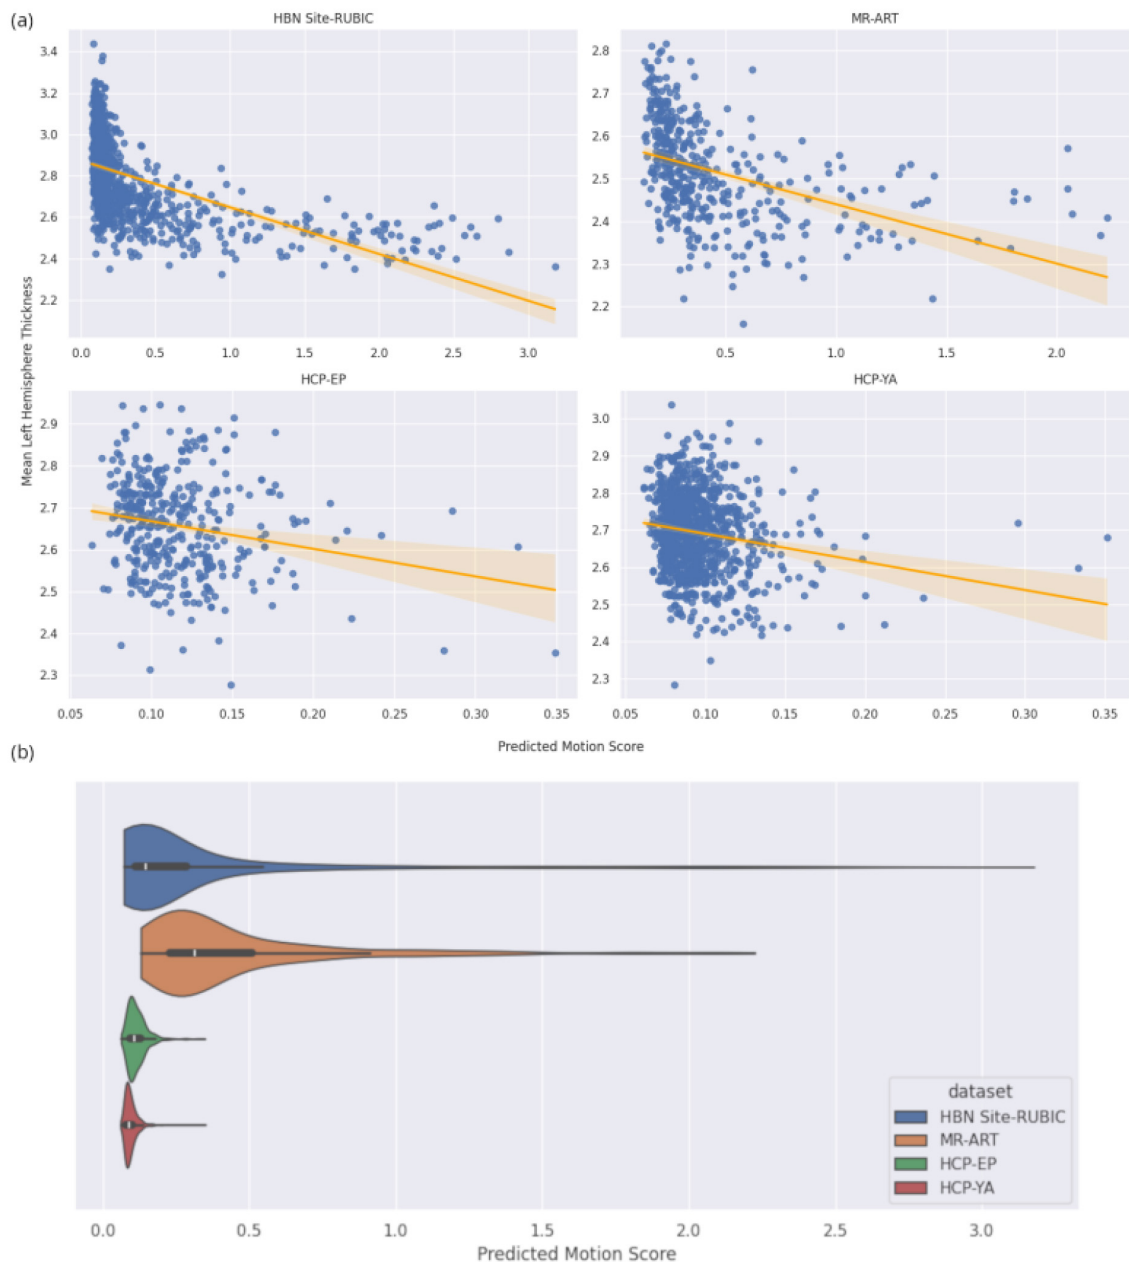 (a)
HBN Site-RUBIC
MR-ART
3.4
3.2
3.0
2.8
2.6
2.4
2.2
0.0 0.5 1.0 1.5 2.0 2.5 3.0
2.8
2.7
2.6
2.5
2.4
2.3
2.2
0.5 1.0 1.5 2.0
Mean Left Hemisphere Thickness
HCP-EP
HCP-YA
2.9
2.8
2.7
2.6
2.5
2.4
2.3
0.05 0.10 0.15 0.20 0.25 0.30 0.35
3.0
2.9
2.8
2.7
2.6
2.5
2.4
2.3
0.05 0.10 0.15 0.20 0.25 0.30 0.35
Predicted Motion Score
(b)
dataset
HBN Site-RUBIC
MR-ART
HCP-EP
HCP-YA
0.0 0.5 1.0 1.5 2.0 2.5 3.0
Predicted Motion Score